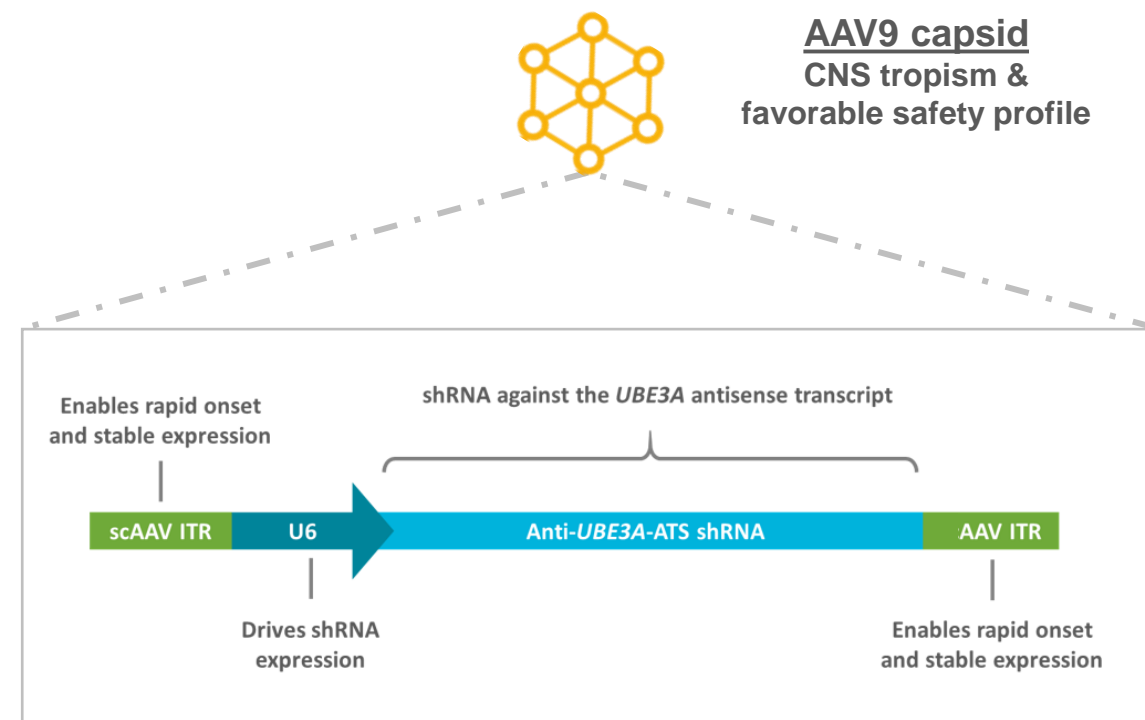 AAV9 capsid
CNS tropism &
favorable safety profile
Enables rapid onset
and stable expression
shRNA against the UBE3A antisense transcript
scAAV ITR
U6
Anti-UBE3A-ATS shRNA
AAV ITR
Drives shRNA
expression
Enables rapid onset
and stable expression